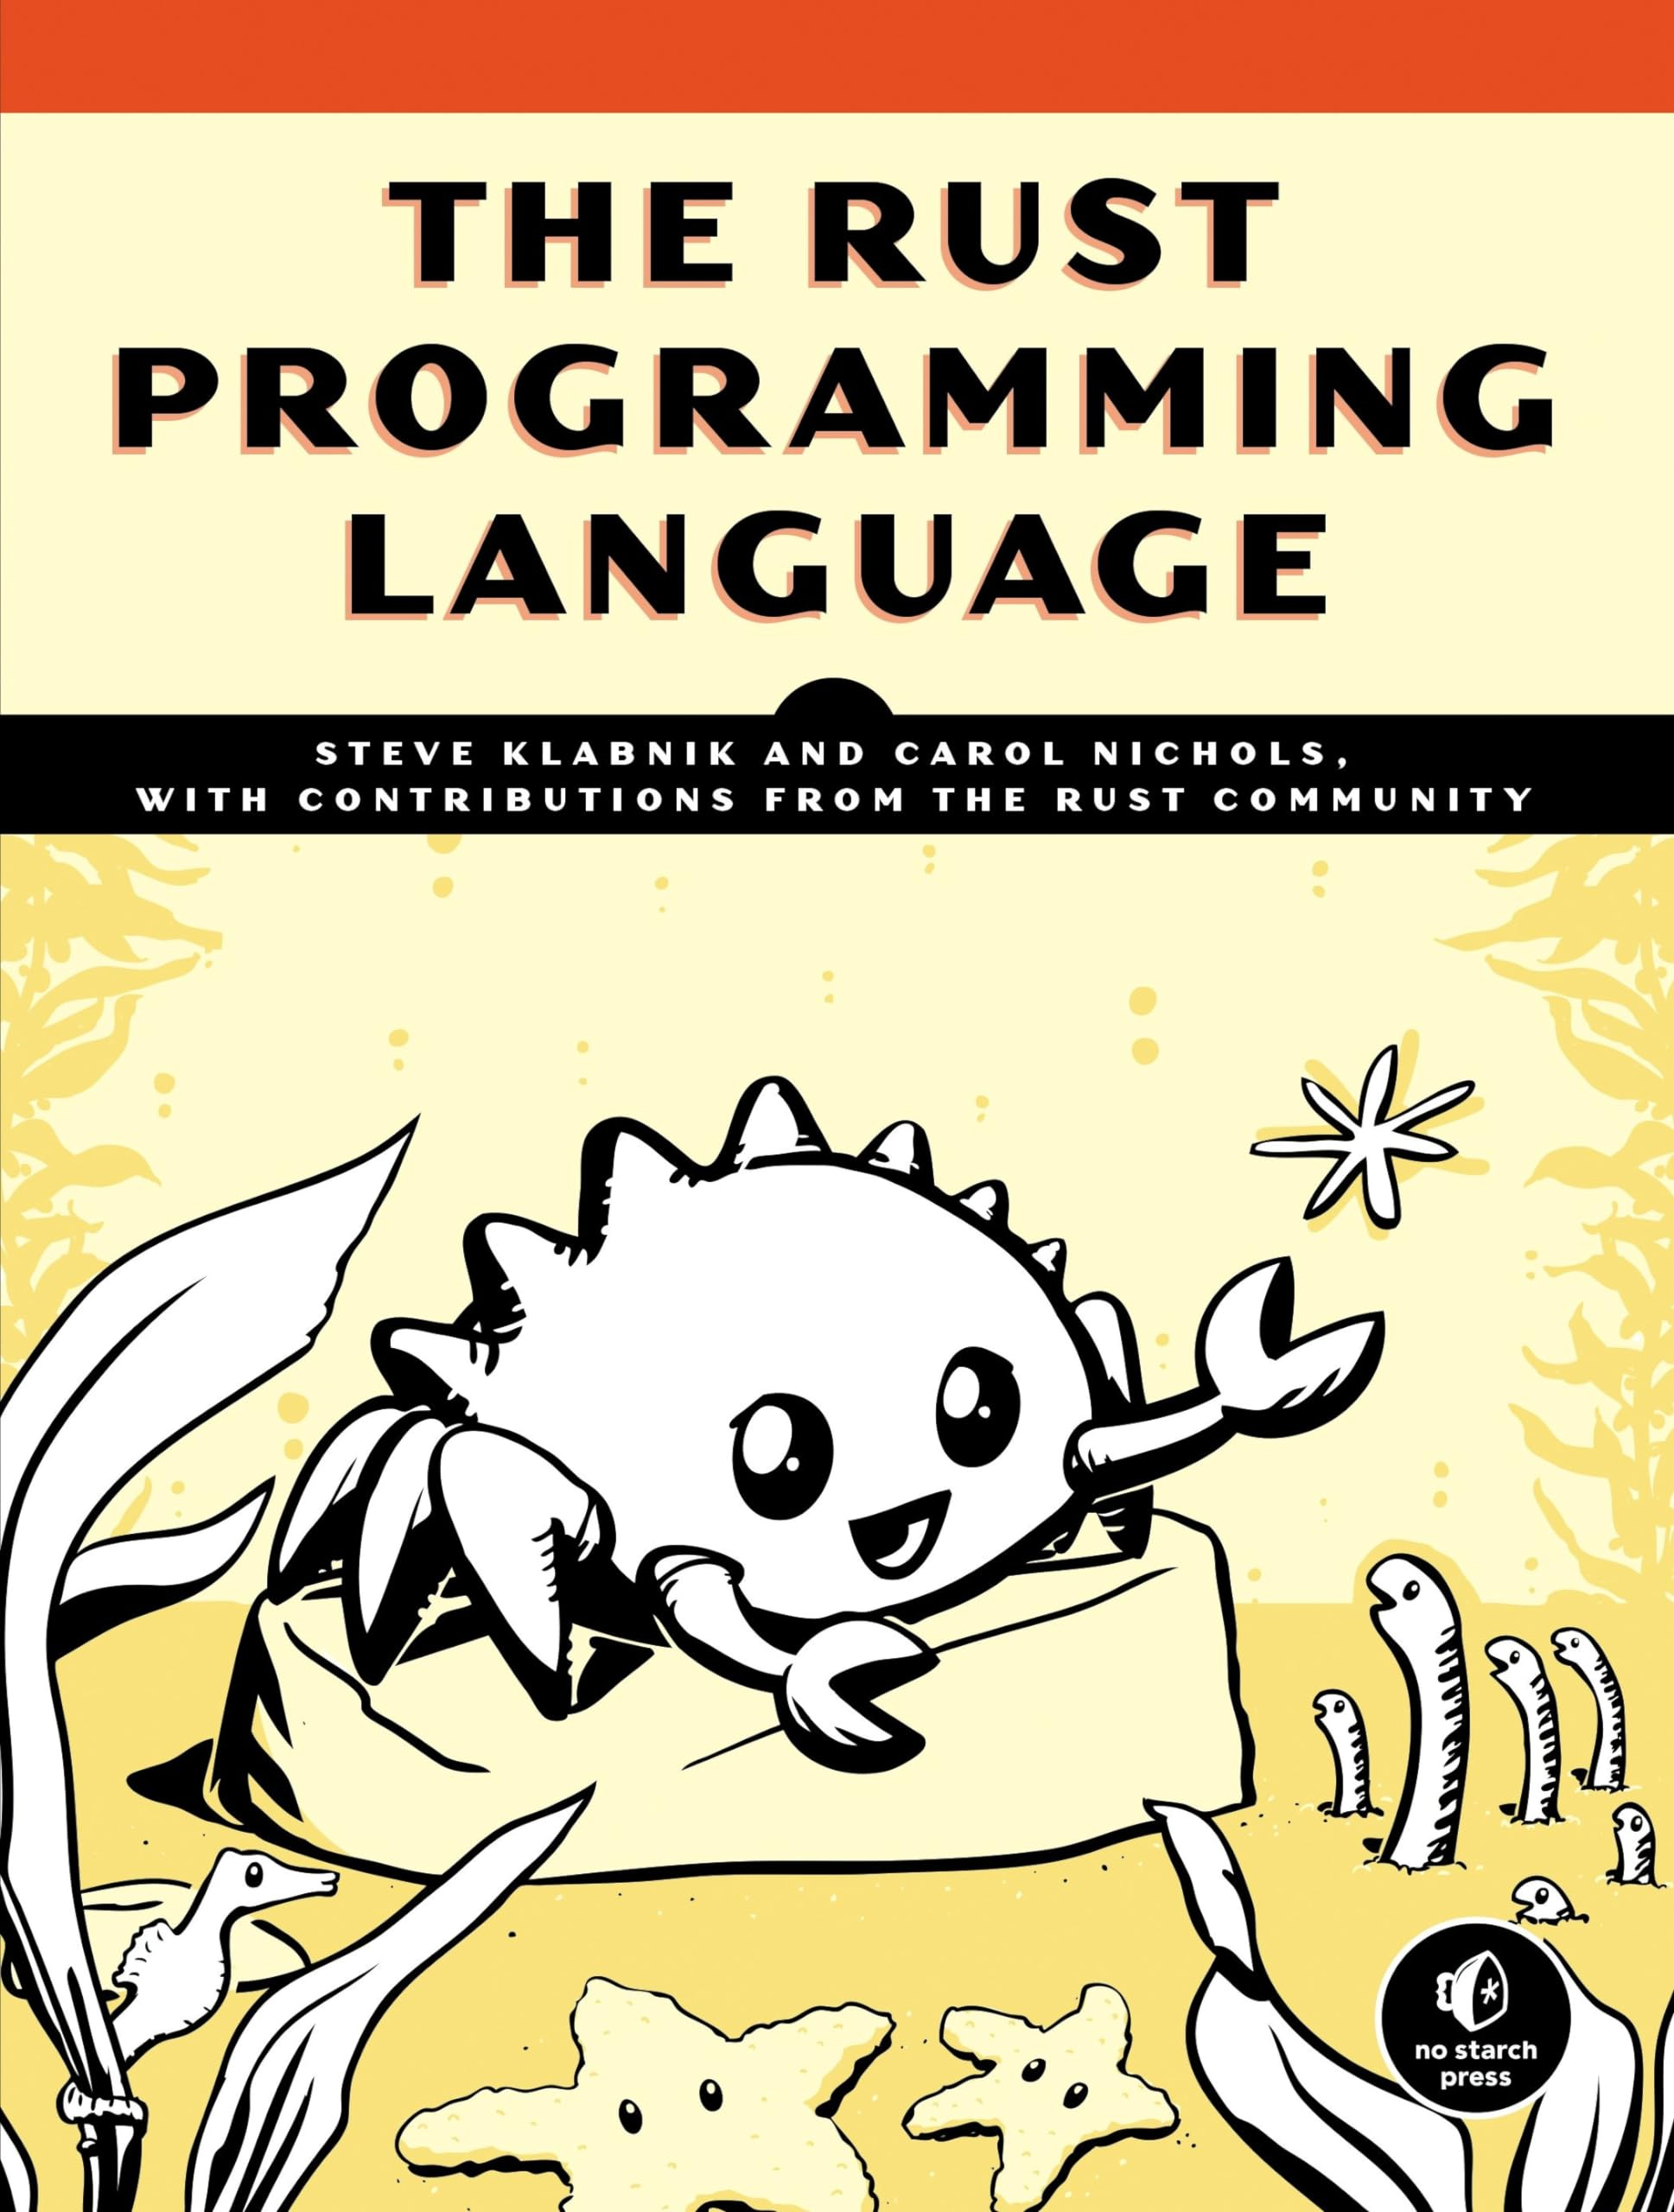 THE RUST
PROGRAMMING
LANGUAGE
STEVE KLABNIK AND CAROL NICHOLS,
WITH CONTRIBUTIONS FROM THE RUST COMMUNITY
no starch
press